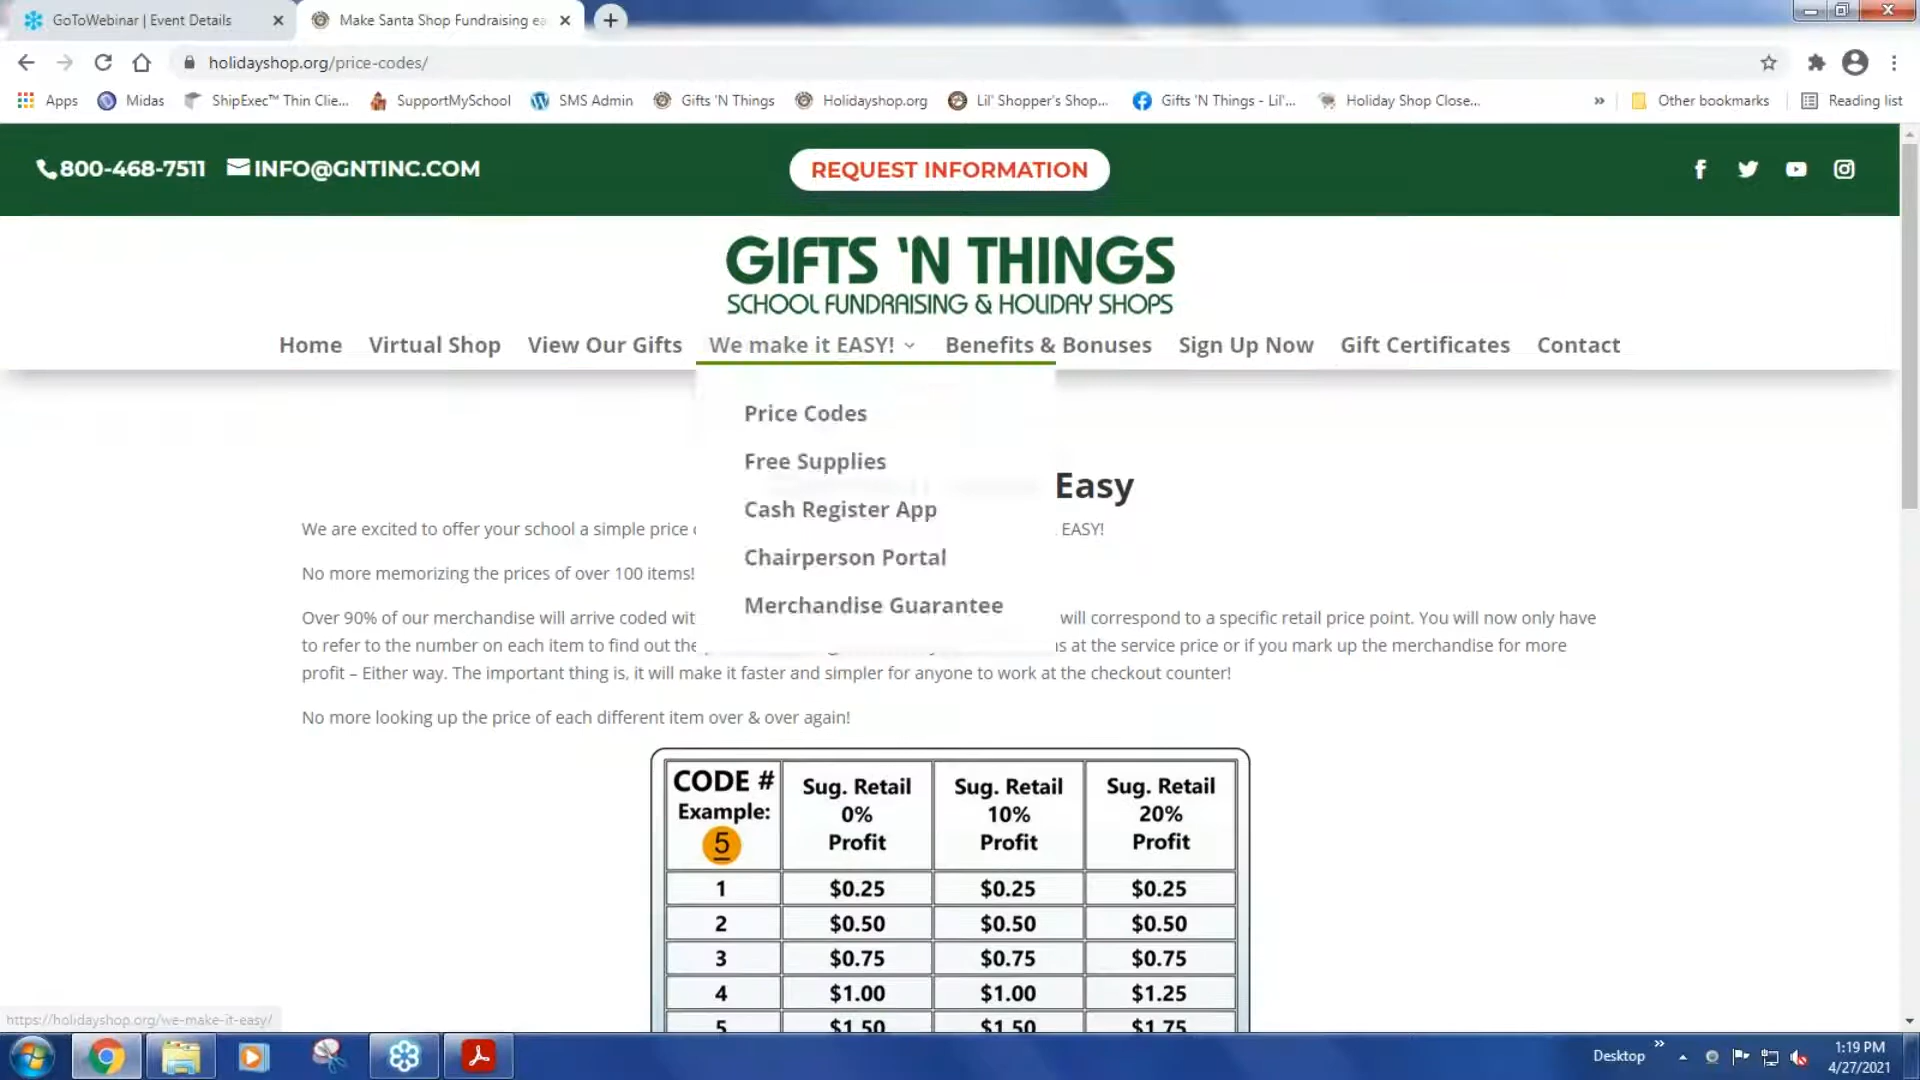 GoToWebinar | Event Details
Make Santa Shop Fundraising ea
holidayshop.org/price-codes/
Apps Midas ShipExec™ Thin Clie... SupportMySchool SMS Admin Gifts 'N Things Holidayshop.org Lil' Shopper's Shop... Gifts 'N Things - Lil'... Holiday Shop Close... » Other bookmarks Reading list
800-468-7511 INFO@GNTINC.COM REQUEST INFORMATION
GIFTS 'N THINGS
SCHOOL FUNDRAISING & HOLIDAY SHOPS
Home Virtual Shop View Our Gifts We make it EASY! Benefits & Bonuses Sign Up Now Gift Certificates Contact
Price Codes
Free Supplies
Cash Register App
Chairperson Portal
Merchandise Guarantee
Easy
We are excited to offer your school a simple price EASY!
No more memorizing the prices of over 100 items!
Over 90% of our merchandise will arrive coded wit will correspond to a specific retail price point. You will now only have
to refer to the number on each item to find out the at the service price or if you mark up the merchandise for more
profit – Either way. The important thing is, it will make it faster and simpler for anyone to work at the checkout counter!
No more looking up the price of each different item over & over again!
CODE # Example: 5 Sug. Retail 0% Profit Sug. Retail 10% Profit Sug. Retail 20% Profit
1 $0.25 $0.25 $0.25
2 $0.50 $0.50 $0.50
3 $0.75 $0.75 $0.75
4 $1.00 $1.00 $1.25
5 $1.50 $1.50 $1.75
https://holidayshop.org/we-make-it-easy/
Desktop »
1:19 PM
4/27/2021